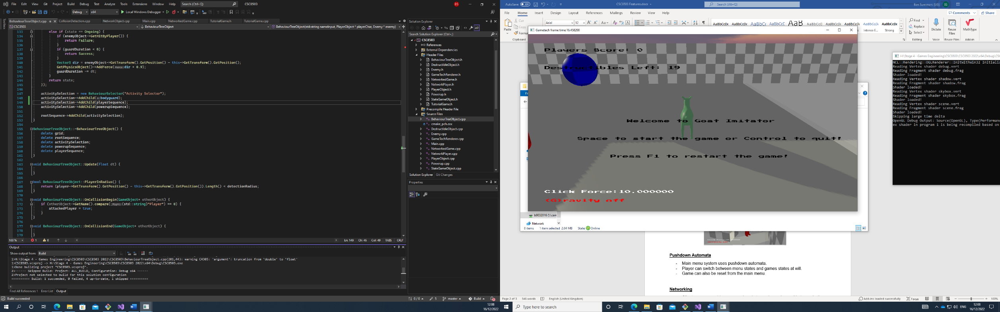 File Edit View Git Project Build Debug Test Analyze Tools Extensions Window Help Search (Ctrl+Q) CSC8503 BS
Debug x64 Local Windows Debugger
BehaviourTreeObject.cpp CollisionDetection.cpp NetworkObject.cpp Main.cpp NetworkedGame.cpp TutorialGame.h TutorialGame.cpp
CSC8503 BehaviourTreeObject BehaviourTreeObject(std::string nameInput, PlayerObject * playerChar, Enemy * enemy)
Toolbox
133 else if (state == Ongoing) {
134 if (enemyObject->GetHitByPlayer()) {
135 return Failure;
136 }
137 if (guardDuration < 0) {
138 return Success;
139 }
140 Vector3 dir = enemyObject->GetTransform().GetPosition() - this->GetTransform().GetPosition();
141 GetPhysicsObject()->AddForce(force:dir * 0.9);
142 guardDuration -= dt;
143 }
144 return state;
145 });
146
147 activitySelection = new BehaviourSelector("Activity Selector");
148 activitySelection->AddChild(n:bodyguard);
149 activitySelection->AddChild(playerSequence);
150 activitySelection->AddChild(powerupSequence);
151
152 rootSequence->AddChild(activitySelection);
153 }
154
155 BehaviourTreeObject::~BehaviourTreeObject() {
156 delete grid;
157 delete rootSequence;
158 delete activitySelection;
159 delete powerupSequence;
160 delete playerSequence;
161 }
162
163 void BehaviourTreeObject::Update(float dt) {
164
165 }
166
167 bool BehaviourTreeObject::PlayerInRadius() {
168 return (player->GetTransform().GetPosition() - this->GetTransform().GetPosition()).Length() < detectionRadius;
169 }
170
171 void BehaviourTreeObject::OnCollisionBegin(GameObject* otherObject) {
172 if (otherObject->GetName().compare(_Right:(std::string)"Player") == 0) {
173 attackedPlayer = true;
174 }
175 }
176
177 void BehaviourTreeObject::OnCollisionEnd(GameObject* otherObject) {
178
179 }
100 % 1 0 Ln: 149 Ch: 46 Col: 49 TABS CRLF
Output
Show output from: Build
1>H:\Stage 4 - Games Engineering\CSC8503\CSC8503 2022\CSC8503\BehaviourTreeObject.cpp(201,44): warning C4305: 'argument': truncation from 'double' to 'float'
1>CSC8503.vcxproj -> H:\Stage 4 - Games Engineering\CSC8503\CSC8503 2022\x64\Debug\CSC8503.exe
1>Done building project "CSC8503.vcxproj".
2>------ Skipped Build: Project: ALL_BUILD, Configuration: Debug x64 ------
2>Project not selected to build for this solution configuration
========== Build: 1 succeeded, 0 failed, 4 up-to-date, 1 skipped ==========
Find All References 1 Error List Output
Build succeeded 0 / 0 5 master Build 1
12:08
16/12/2022
Solution Explorer
Search Solution Explorer (Ctrl+;)
CSC8503
References
External Dependencies
Header Files
BehaviourTreeObject.h
DestructibleObject.h
Enemy.h
GameTechRenderer.h
NetworkedGame.h
NetworkPlayer.h
PlayerObject.h
Powerup.h
StateGameObject.h
TutorialGame.h
Precompile Header File
Source Files
BehaviourTreeObject.cpp
cmake_pch.cxx
DestructibleObject.cpp
Enemy.cpp
GameTechRenderer.cpp
Main.cpp
NetworkedGame.cpp
NetworkPlayer.cpp
PlayerObject.cpp
Powerup.cpp
StateGameObject.cpp
Solution Explorer Git Changes
Properties
AutoSave Off CSC8503 Features.docx Search (Alt+Q) Ben Summers (UG) BS
File Home Insert Design Layout References Mailings Review View Help Comments Share
Paste Cut Copy Format Clipboard
Arial 12 Aa
AaBbCcDc AaBbCcDc AaBbCcD AaBbCcD AaB AaBbCcD AaBbCcDc AaBbCcDc AaBbCcDc AaBbCcDc
Intense E... Strong
Find Replace Select Editing
Dictate Voice
Reuse Files Reuse Files
MathType Add-in
Gametech frame time:16.458200
Players Score: 0
Destructibles Left: 19
Welcome to Goat Imitator
Space to start the game or Control to quit!
Press F1 to restart the game!
Click Force:10.000000
(G)ravity off
b9032016 (\\cam
Network
8 items 1 item selected 2.04 MB State: Online
H:\Stage 4 - Games Engineering\CSC8503\CSC8503 2022\x64\Debug\CSC
NCL::Rendering::OGLRenderer::InitWithWin32 Initialis
Reading Vertex shader debug.vert
Reading Fragment shader debug.frag
Shader loaded!
Reading Vertex shader shadow.vert
Reading Fragment shader shadow.frag
Shader loaded!
Reading Vertex shader skybox.vert
Reading Fragment shader skybox.frag
Shader loaded!
Reading Vertex shader scene.vert
Reading Fragment shader scene.frag
Shader loaded!
Skipping large time delta
OpenGL Debug Output: Source(OpenGL), Type(Performanc
ex shader in program 1 is being recompiled based on
Pushdown Automata
- Main menu system uses pushdown automata.
- Player can switch between menu states and games states at will.
- Game can also be reset from the main menu.
Networking
Page 2 of 3 546 words English (United Kingdom) Add-ins loaded successfully Focus 100%
Type here to search
ENG
12:08
16/12/2022